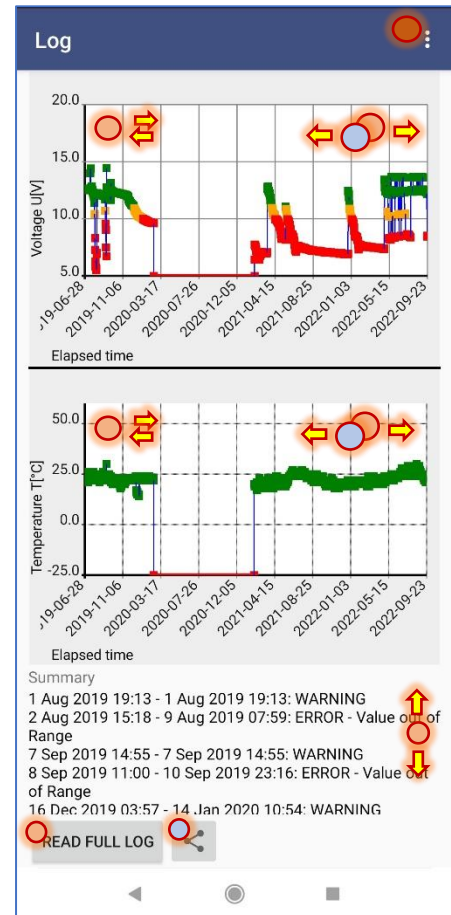 Log
20.0
15.0
10.0
5.0
Voltage U[V]
19-06-28
2019-11-06
2020-03-17
2020-07-26
2020-12-05
2021-04-15
2021-08-25
2022-01-03
2022-05-15
2022-09-23
Elapsed time
50.0
25.0
0.0
-25.0
Temperature T[°C]
19-06-28
2019-11-06
2020-03-17
2020-07-26
2020-12-05
2021-04-15
2021-08-25
2022-01-03
2022-05-15
2022-09-23
Elapsed time
Summary
1 Aug 2019 19:13 - 1 Aug 2019 19:13: WARNING
2 Aug 2019 15:18 - 9 Aug 2019 07:59: ERROR - Value out of
Range
7 Sep 2019 14:55 - 7 Sep 2019 14:55: WARNING
8 Sep 2019 11:00 - 10 Sep 2019 23:16: ERROR - Value out
of Range
16 Dec 2019 03:57 - 14 Jan 2020 10:54: WARNING
READ FULL LOG